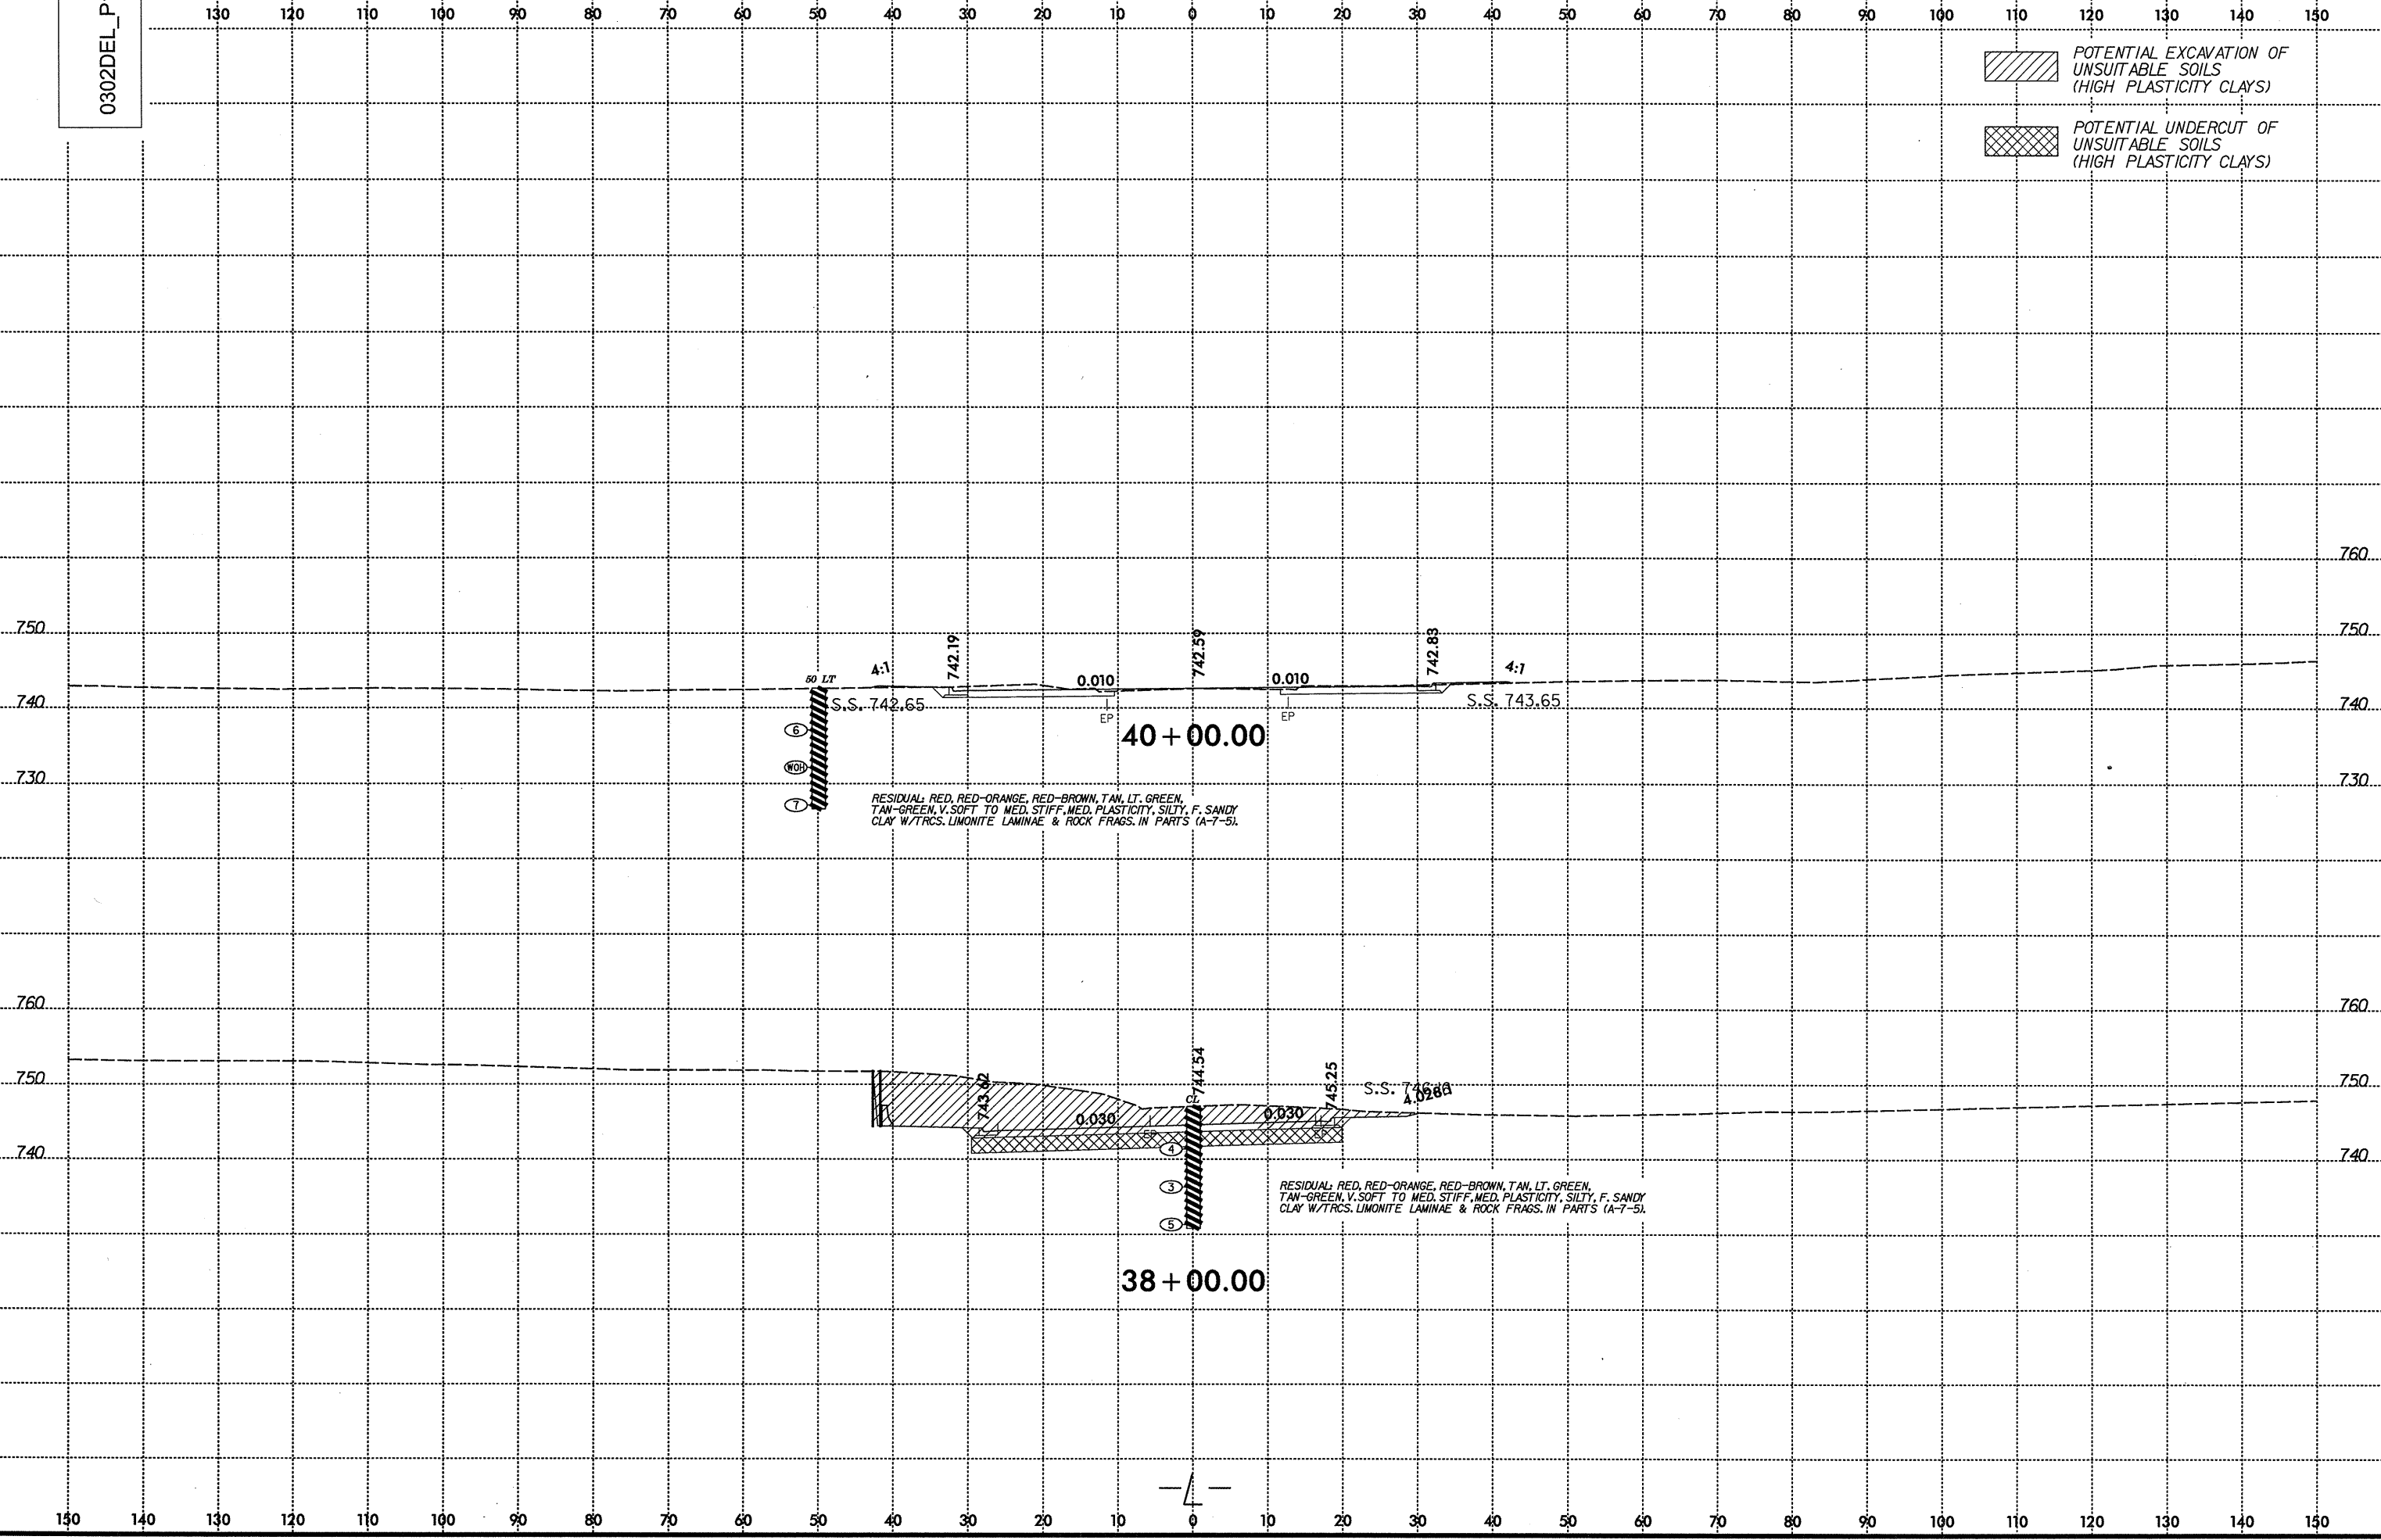 0302DEL_P
130 120 110 100 90 80 70 60 50 40 30 20 10 0 10 20 30 40 50 60 70 80 90 100 110 120 130 140 150
POTENTIAL EXCAVATION OF
UNSUITABLE SOILS
(HIGH PLASTICITY CLAYS)
POTENTIAL UNDERCUT OF
UNSUITABLE SOILS
(HIGH PLASTICITY CLAYS)
760
750 750
742.19 742.59 742.83
50 LT 4:1 0.010 0.010 4:1
740 S.S. 742.65 EP EP S.S. 743.65 740
6
40+00.00
WOH
730 730
7
RESIDUAL: RED, RED-ORANGE, RED-BROWN, TAN, LT. GREEN,
TAN-GREEN, V.SOFT TO MED. STIFF, MED. PLASTICITY, SILTY, F. SANDY
CLAY W/TRCS. LIMONITE LAMINAE & ROCK FRAGS. IN PARTS (A-7-5).
760 760
750 750
743.62 744.54 745.25
CL
S.S.
0.030 0.030
EP EP
740 4 740
3
5
RESIDUAL: RED, RED-ORANGE, RED-BROWN, TAN, LT. GREEN,
TAN-GREEN, V.SOFT TO MED. STIFF, MED. PLASTICITY, SILTY, F. SANDY
CLAY W/TRCS. LIMONITE LAMINAE & ROCK FRAGS. IN PARTS (A-7-5).
38+00.00
-L-
150 140 130 120 110 100 90 80 70 60 50 40 30 20 10 0 10 20 30 40 50 60 70 80 90 100 110 120 130 140 150